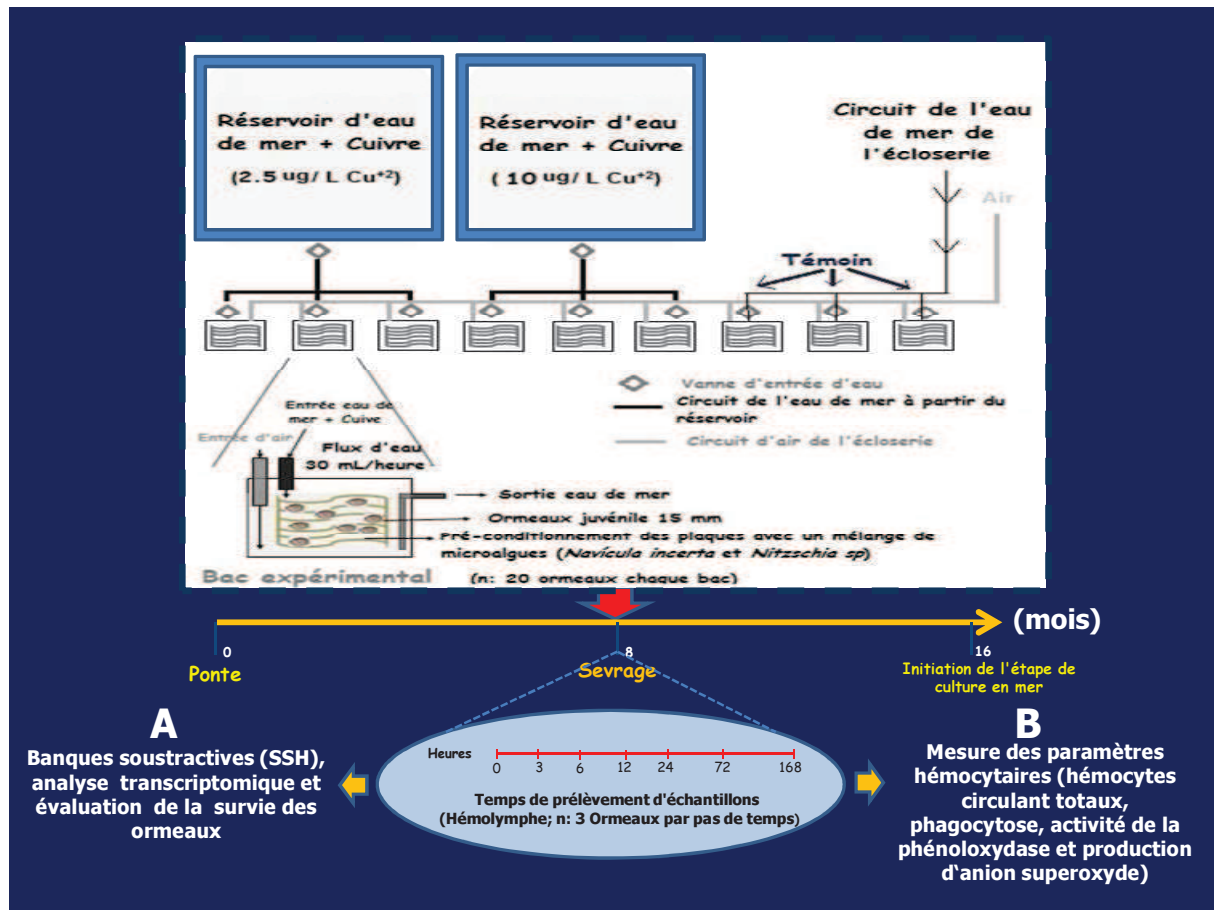 Réservoir d'eau
de mer + Cuivre
(2.5 ug/ L Cu+2)
Réservoir d'eau
de mer + Cuivre
( 10 ug/ L Cu+2)
Circuit de l'eau
de mer de
l'écloserie
Air
Témoin
Vanne d'entrée d'eau
Circuit de l'eau de mer à partir du
réservoir
Circuit d'air de l'écloserie
Entrée eau de
mer + Cuive
Entrée d'air
Flux d'eau
30 mL/heure
Sortie eau de mer
Ormeaux juvénile 15 mm
Pré-conditionnement des plaques avec un mélange de
microalgues (Navícula incerta et Nitzschia sp)
Bac expérimental
(n: 20 ormeaux chaque bac)
(mois)
0
8
16
Ponte
Sevrage
Initiation de l'étape de
culture en mer
A
Banques soustractives (SSH),
analyse transcriptomique et
évaluation de la survie des
ormeaux
Heures
0 3 6 12 24 72 168
Temps de prélèvement d'échantillons
(Hémolymphe; n: 3 Ormeaux par pas de temps)
B
Mesure des paramètres
hémocytaires (hémocytes
circulant totaux,
phagocytose, activité de la
phénoloxydase et production
d'anion superoxyde)